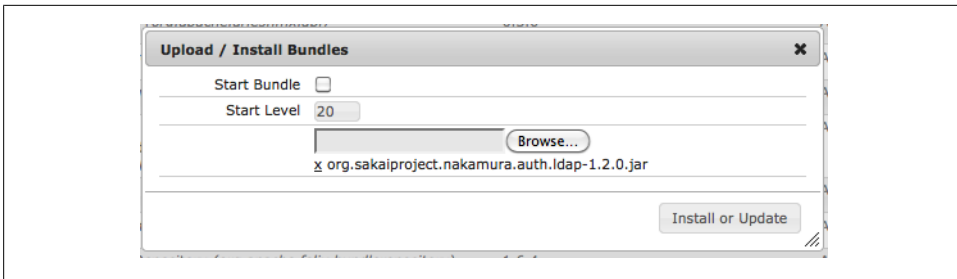 Upload / Install Bundles
Start Bundle
Start Level 20
Browse...
x org.sakaiproject.nakamura.auth.ldap-1.2.0.jar
Install or Update